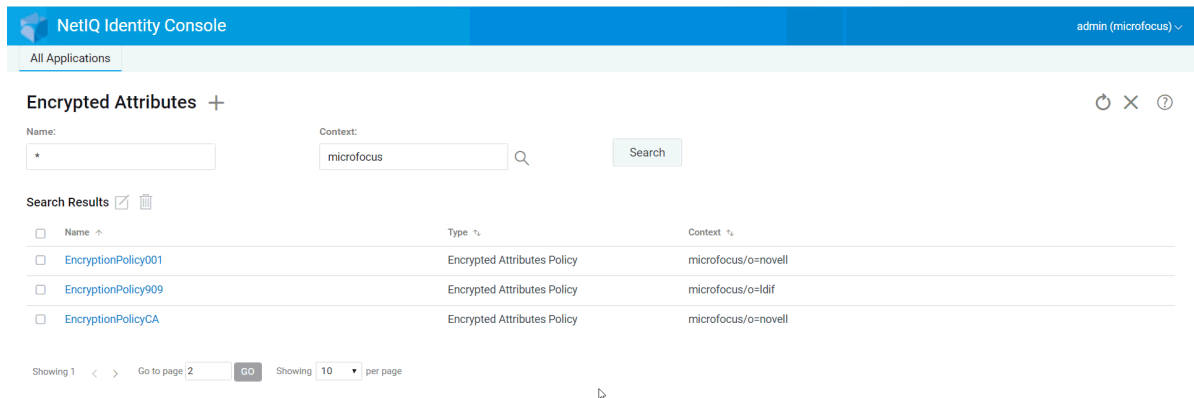 NetIQ Identity Console
admin (microfocus)
All Applications
Encrypted Attributes
Name: Context:
* microfocus Search
Search Results
Name Type Context
EncryptionPolicy001 Encrypted Attributes Policy microfocus/o=novell
EncryptionPolicy909 Encrypted Attributes Policy microfocus/o=ldif
EncryptionPolicyCA Encrypted Attributes Policy microfocus/o=novell
Showing 1 < > Go to page 2 GO Showing 10 per page